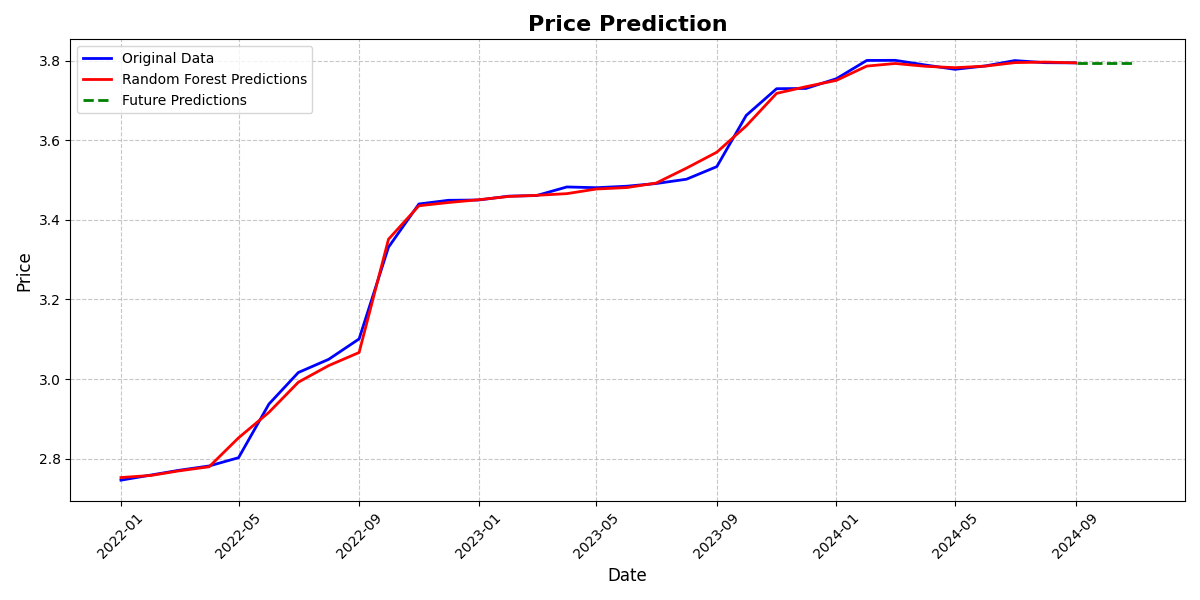 Price Prediction
Original Data
Random Forest Predictions
Future Predictions
Price
3.8
3.6
3.4
3.2
3.0
2.8
2022-01
2022-05
2022-09
2023-01
2023-05
2023-09
2024-01
2024-05
2024-09
Date